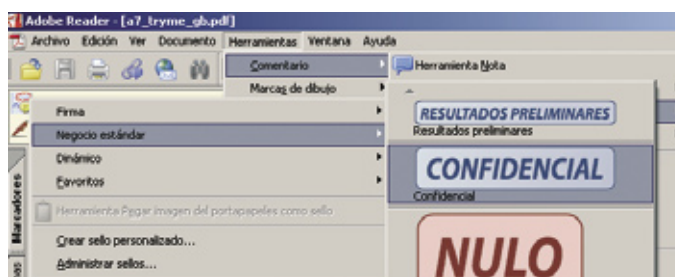 Adobe Reader - [a7_tryme_gb.pdf]
Archivo Edición Ver Documento Herramientas Ventana Ayuda
Comentario
Herramienta Nota
Marcas de dibujo
Firma
RESULTADOS PRELIMINARES
Resultados preliminares
Negocio estándar
Dinámico
CONFIDENCIAL
Favoritos
Confidencial
Herramienta Pegar imagen del portapapeles como sello
Crear sello personalizado...
NULO
Administrar sellos...
Marcadores